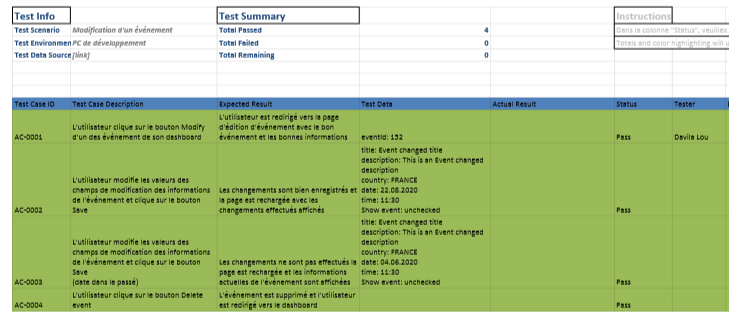 Test Info Test Summary Instructions
Test Scenario Modification d'un événement Total Passed 4 Dans le colonne "Status", veuillez
Test Environmen PC de développement Total Failed 0 Totals and color highlighting will u
Test Data Source [link] Total Remaining 0
Test Case ID Test Case Description Expected Result Test Data Actual Result Status Tester
AC-0001
L'utilisateur clique sur le bouton Modify
d'un des événement de son dashboard
L'utilisateur est redirigé vers la page
d'édition d'événement avec le bon
événement et les bonnes informations
eventId: 152
Pass
Davila Lou
AC-0002
L'utilisateur modifie les valeurs des
champs de modification des informations
de l'événement et clique sur le bouton
Save
Les changements sont bien enregistrés et
la page est rechargée avec les
changements effectués affichés
title: Event changed title
description: This is an Event changed
description
country: FRANCE
date: 22.08.2020
time: 11:30
Show event: unchecked
Pass
AC-0003
L'utilisateur modifie les valeurs des
champs de modification des informations
de l'événement et clique sur le bouton
Save
(date dans le passé)
Les changements ne sont pas effectués la
page est rechargée et les informations
actuelles de l'événement sont affichées
title: Event changed title
description: This is an Event changed
description
country: FRANCE
date: 04.06.2020
time: 11:30
Show event: unchecked
Pass
AC-0004
L'utilisateur clique sur le bouton Delete
event
L'événement est supprimé et l'utilisateur
est redirigé vers le dashboard
Pass